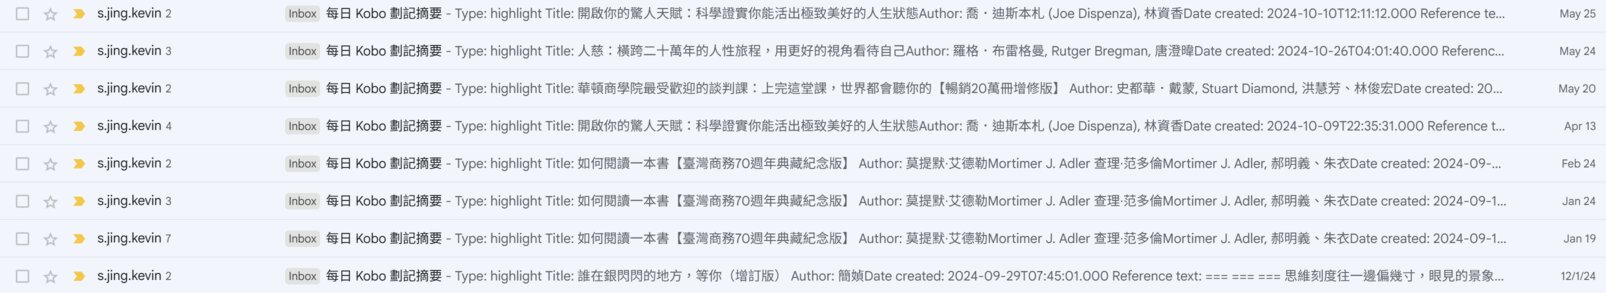 s.jing.kevin 2 Inbox 每日 Kobo 劃記摘要 - Type: highlight Title: 開啟你的驚人天賦：科學證實你能活出極致美好的人生狀態Author: 喬．迪斯本札 (Joe Dispenza), 林資香Date created: 2024-10-10T12:11:12.000 Reference te... May 25
s.jing.kevin 3 Inbox 每日 Kobo 劃記摘要 - Type: highlight Title: 人慈：橫跨二十萬年的人性旅程，用更好的視角看待自己Author: 羅格．布雷格曼, Rutger Bregman, 唐澄暐Date created: 2024-10-26T04:01:40.000 Referenc... May 24
s.jing.kevin 2 Inbox 每日 Kobo 劃記摘要 - Type: highlight Title: 華頓商學院最受歡迎的談判課：上完這堂課，世界都會聽你的【暢銷20萬冊增修版】 Author: 史都華．戴蒙, Stuart Diamond, 洪慧芳、林俊宏Date created: 20... May 20
s.jing.kevin 4 Inbox 每日 Kobo 劃記摘要 - Type: highlight Title: 開啟你的驚人天賦：科學證實你能活出極致美好的人生狀態Author: 喬．迪斯本札 (Joe Dispenza), 林資香Date created: 2024-10-09T22:35:31.000 Reference t... Apr 13
s.jing.kevin 2 Inbox 每日 Kobo 劃記摘要 - Type: highlight Title: 如何閱讀一本書【臺灣商務70週年典藏紀念版】 Author: 莫提默·艾德勒Mortimer J. Adler 查理·范多倫Mortimer J. Adler, 郝明義、朱衣Date created: 2024-09-... Feb 24
s.jing.kevin 3 Inbox 每日 Kobo 劃記摘要 - Type: highlight Title: 如何閱讀一本書【臺灣商務70週年典藏紀念版】 Author: 莫提默·艾德勒Mortimer J. Adler 查理·范多倫Mortimer J. Adler, 郝明義、朱衣Date created: 2024-09-1... Jan 24
s.jing.kevin 7 Inbox 每日 Kobo 劃記摘要 - Type: highlight Title: 如何閱讀一本書【臺灣商務70週年典藏紀念版】 Author: 莫提默·艾德勒Mortimer J. Adler 查理·范多倫Mortimer J. Adler, 郝明義、朱衣Date created: 2024-09-1... Jan 19
s.jing.kevin 2 Inbox 每日 Kobo 劃記摘要 - Type: highlight Title: 誰在銀閃閃的地方，等你（增訂版） Author: 簡媜Date created: 2024-09-29T07:45:01.000 Reference text: === === === 思維刻度往一邊偏幾寸，眼見的景象... 12/1/24